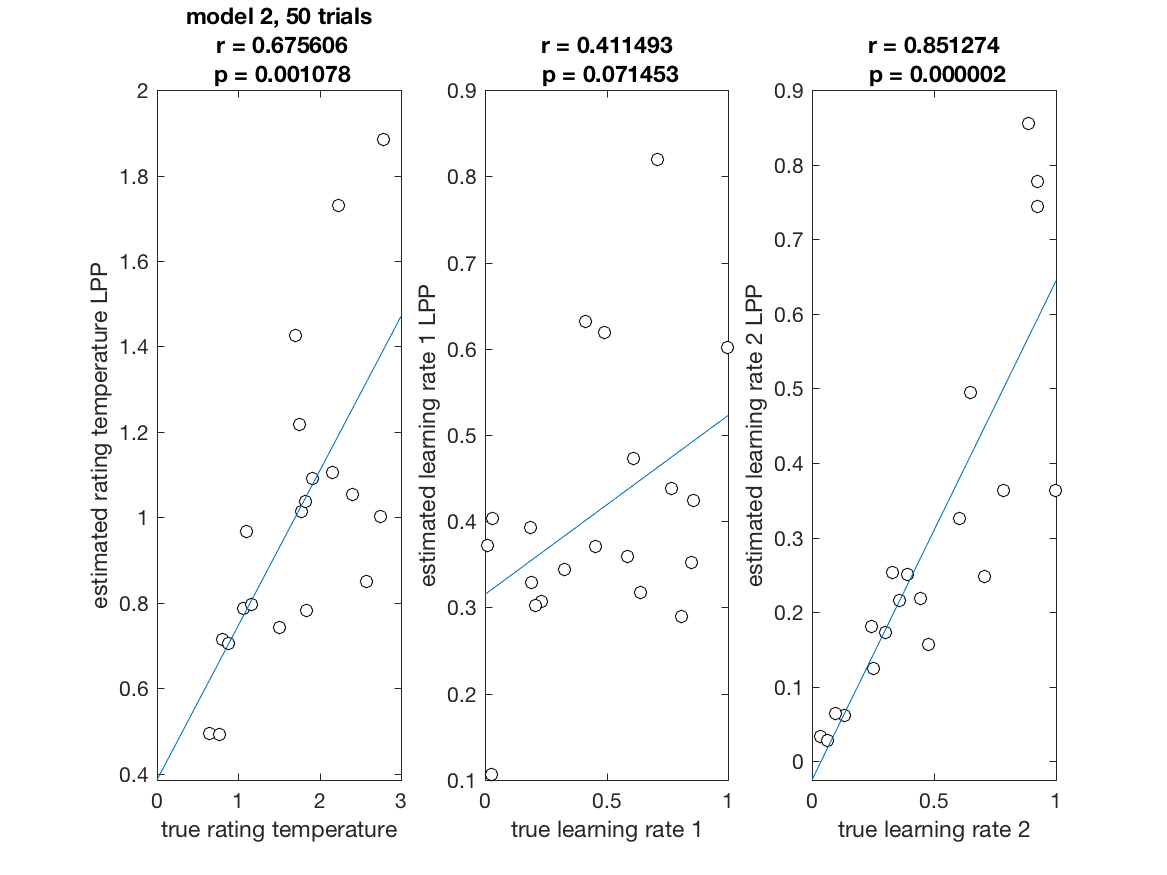 model 2, 50 trials
r = 0.675606
p = 0.001078
2
1.8
1.6
1.4
1.2
1
0.8
0.6
0.4
0
1
2
3
estimated rating temperature LPP
true rating temperature
r = 0.411493
p = 0.071453
0.9
0.8
0.7
0.6
0.5
0.4
0.3
0.2
0.1
0
0.5
1
estimated learning rate 1 LPP
true learning rate 1
r = 0.851274
p = 0.000002
0.9
0.8
0.7
0.6
0.5
0.4
0.3
0.2
0.1
0
0
0.5
1
estimated learning rate 2 LPP
true learning rate 2